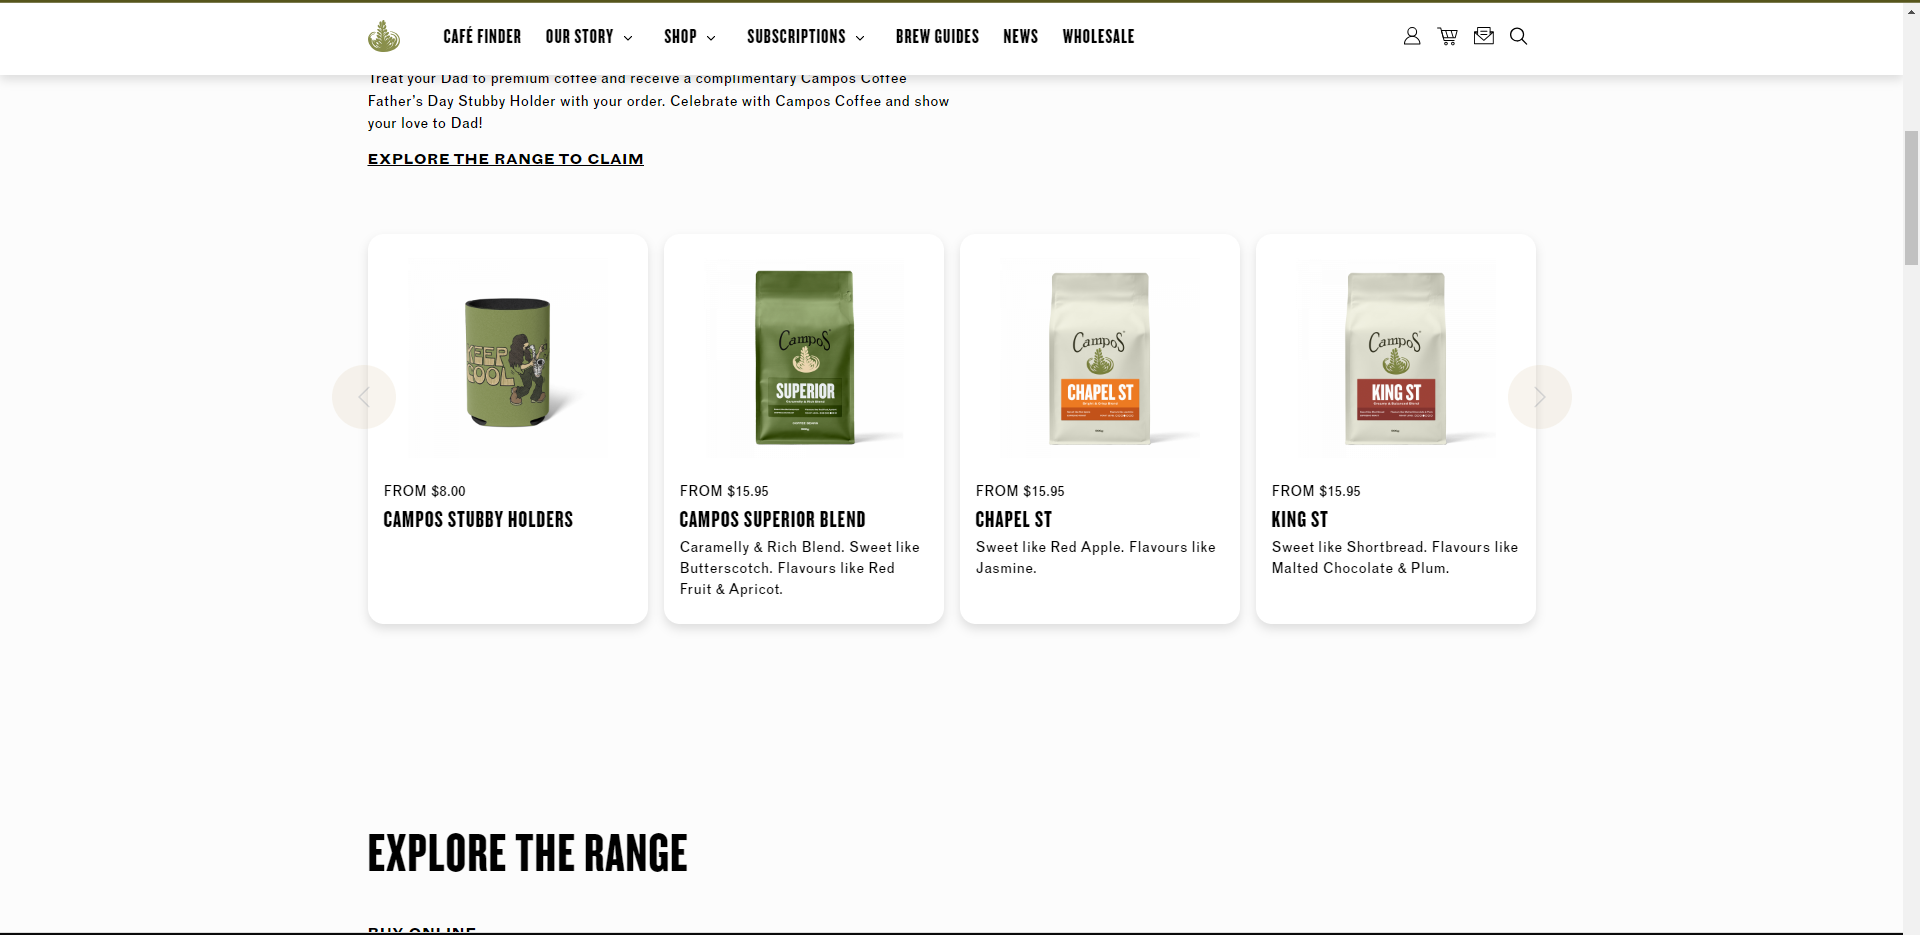 CAFÉ FINDER OUR STORY SHOP SUBSCRIPTIONS BREW GUIDES NEWS WHOLESALE
Treat your Dad to premium coffee and receive a complimentary Campos Coffee
Father’s Day Stubby Holder with your order. Celebrate with Campos Coffee and show
your love to Dad!
EXPLORE THE RANGE TO CLAIM
KEEP
COOL
FROM $8.00
CAMPOS STUBBY HOLDERS
Campos
SUPERIOR
FROM $15.95
CAMPOS SUPERIOR BLEND
Caramelly & Rich Blend. Sweet like
Butterscotch. Flavours like Red
Fruit & Apricot.
Campos
CHAPEL ST
FROM $15.95
CHAPEL ST
Sweet like Red Apple. Flavours like
Jasmine.
Campos
KING ST
FROM $15.95
KING ST
Sweet like Shortbread. Flavours like
Malted Chocolate & Plum.
EXPLORE THE RANGE
BUY ONLINE